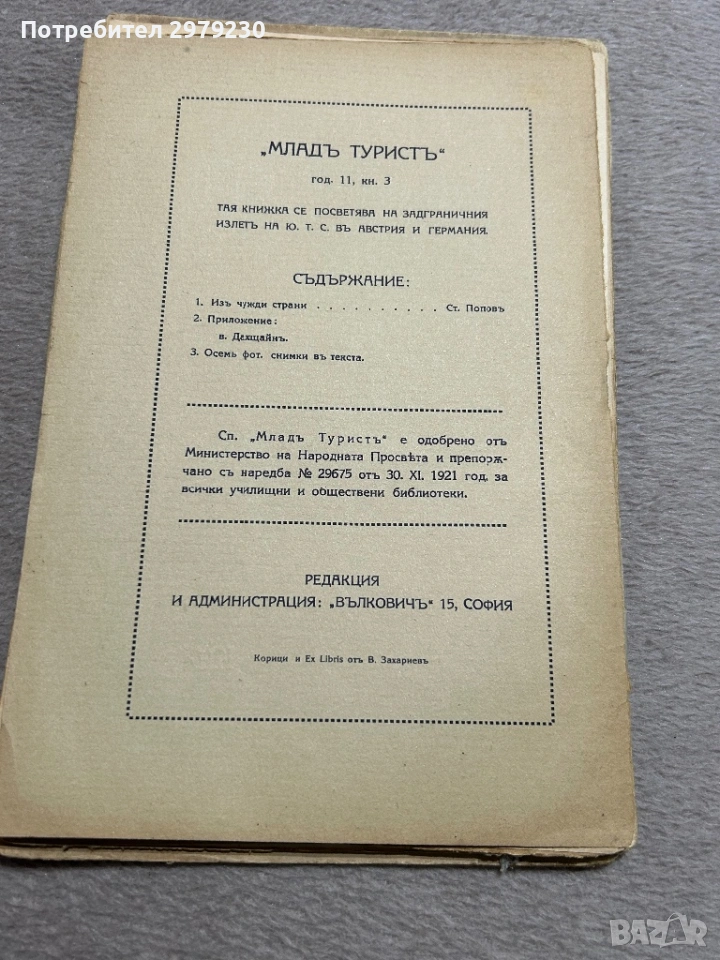 Потребител 2979230
„МЛАДЪ ТУРИСТЪ“
год. 11, кн. 3
ТАЯ КНИЖКА СЕ ПОСВЕТЯВА НА ЗАДГРАНИЧНИЯ
ИЗЛЕТЪ НА Ю. Т. С. ВЪ АВСТРИЯ И ГЕРМАНИЯ.
СЪДЪРЖАНИЕ:
1. Изъ чужди страни . . . . . . . . . . Ст. Поповъ
2. Приложение:
в. Дахщайнъ.
3. Осемь фот. снимки въ текста.
Сп. „Младъ Туристъ“ е одобрено отъ
Министерство на Народната Просвѣта и препорж-
чано съ наредба № 29675 отъ 30. XI. 1921 год. за
всички училищни и обществени библиотеки.
РЕДАКЦИЯ
И АДМИНИСТРАЦИЯ: „ВЪЛКОВИЧЪ“ 15, СОФИЯ
Корици и Ex Libris отъ В. Захариевъ
BAZAR